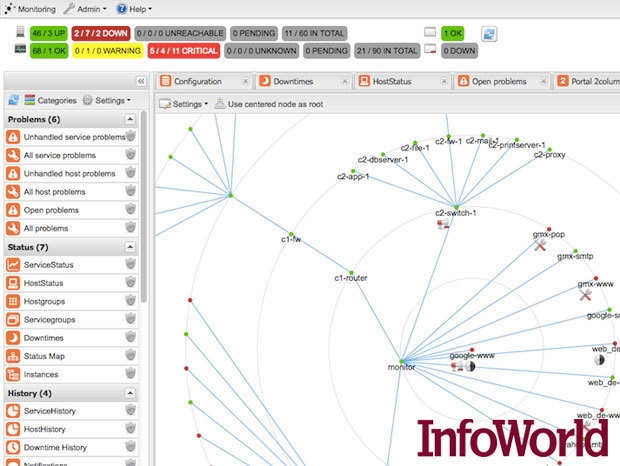 Monitoring Admin Help
46 / 3 UP 2 / 7 / 2 DOWN 0 / 0 / 0 UNREACHABLE 0 PENDING 11 / 60 IN TOTAL 1 OK
68 / 1 OK 0 / 1 / 0 WARNING 5 / 4 / 11 CRITICAL 0 / 0 / 0 UNKNOWN 0 PENDING 21 / 90 IN TOTAL 0 DOWN
Configuration Downtimes HostStatus Open problems Portal 2colum
Categories Settings
Settings Use centered node as root
Problems (6)
Unhandled service problems
All service problems
Unhandled host problems
All host problems
Open problems
All problems
Status (7)
ServiceStatus
HostStatus
Hostgroups
Servicegroups
Downtimes
Status Map
Instances
History (4)
ServiceHistory
HostHistory
Downtime History
Notifications
c2-fw-1
c2-mail-1
c2-file-1
c2-printserver-1
c2-dbserver-1
c2-proxy
c2-app-1
c2-switch-1
c1-fw
gmx-pop
gmx-smtp
c1-router
gmx-www
google-s
web_de-
google-www
monitor
web_de-
web_de-
InfoWorld